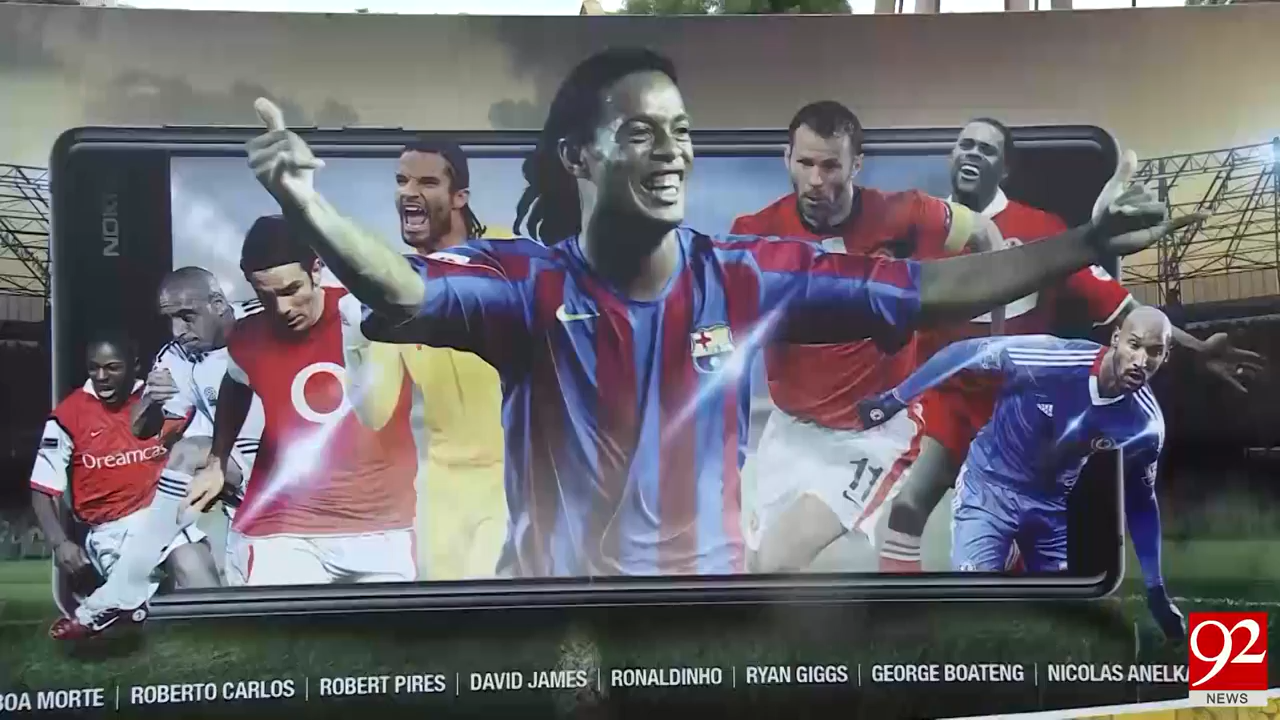 NOKIA
Dreamcas
11
BOA MORTE | ROBERTO CARLOS | ROBERT PIRES | DAVID JAMES | RONALDINHO | RYAN GIGGS | GEORGE BOATENG | NICOLAS ANELKA
92
NEWS